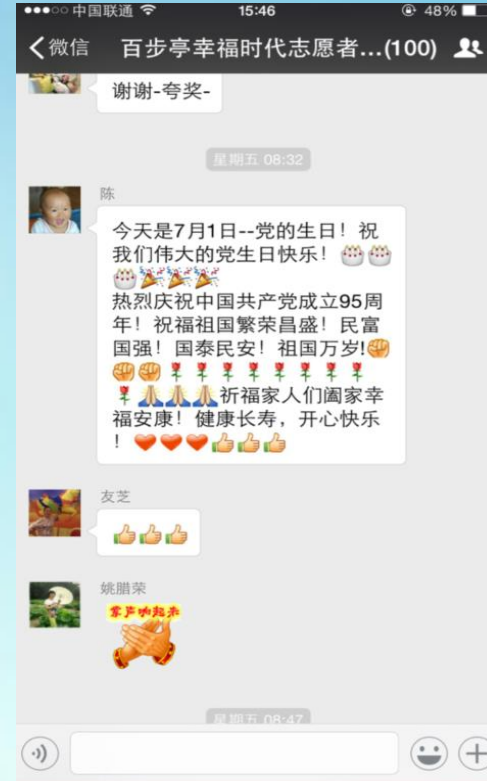 中国联通 15:46 48%
微信 百步亭幸福时代志愿者...(100)
谢谢-夸奖-
星期五 08:32
陈
今天是7月1日--党的生日！祝
我们伟大的党生日快乐！
热烈庆祝中国共产党成立95周
年！祝福祖国繁荣昌盛！民富
国强！国泰民安！祖国万岁!
祈福家人们阖家幸
福安康！健康长寿，开心快乐
！
友芝
姚腊荣
掌声响起来
星期五 08:47